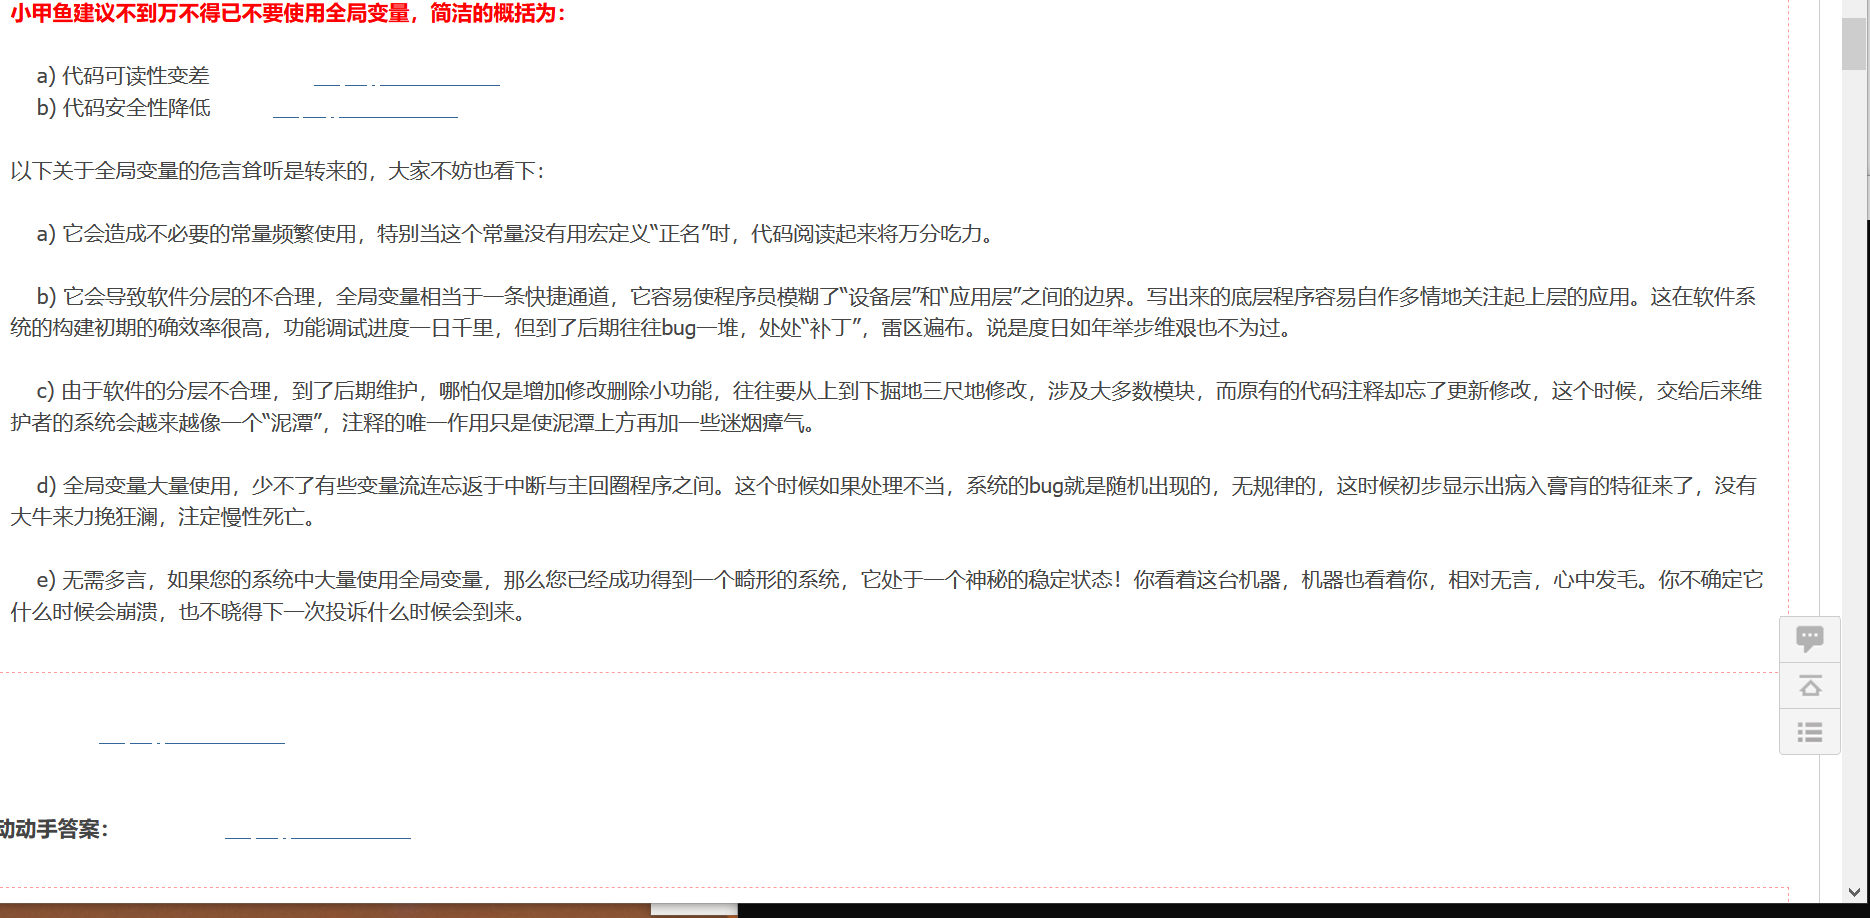 小甲鱼建议不到万不得已不要使用全局变量，简洁的概括为：
a) 代码可读性变差
b) 代码安全性降低
以下关于全局变量的危言耸听是转来的，大家不妨也看下：
a) 它会造成不必要的常量频繁使用，特别当这个常量没有用宏定义“正名”时，代码阅读起来将万分吃力。
b) 它会导致软件分层的不合理，全局变量相当于一条快捷通道，它容易使程序员模糊了“设备层”和“应用层”之间的边界。写出来的底层程序容易自作多情地关注起上层的应用。这在软件系
统的构建初期的确效率很高，功能调试进度一日千里，但到了后期往往bug一堆，处处“补丁”，雷区遍布。说是度日如年举步维艰也不为过。
c) 由于软件的分层不合理，到了后期维护，哪怕仅是增加修改删除小功能，往往要从上到下掘地三尺地修改，涉及大多数模块，而原有的代码注释却忘了更新修改，这个时候，交给后来维
护者的系统会越来越像一个“泥潭”，注释的唯一作用只是使泥潭上方再加一些迷烟瘴气。
d) 全局变量大量使用，少不了有些变量流连忘返于中断与主回圈程序之间。这个时候如果处理不当，系统的bug就是随机出现的，无规律的，这时候初步显示出病入膏肓的特征来了，没有
大牛来力挽狂澜，注定慢性死亡。
e) 无需多言，如果您的系统中大量使用全局变量，那么您已经成功得到一个畸形的系统，它处于一个神秘的稳定状态！你看着这台机器，机器也看着你，相对无言，心中发毛。你不确定它
什么时候会崩溃，也不晓得下一次投诉什么时候会到来。
动动手答案：